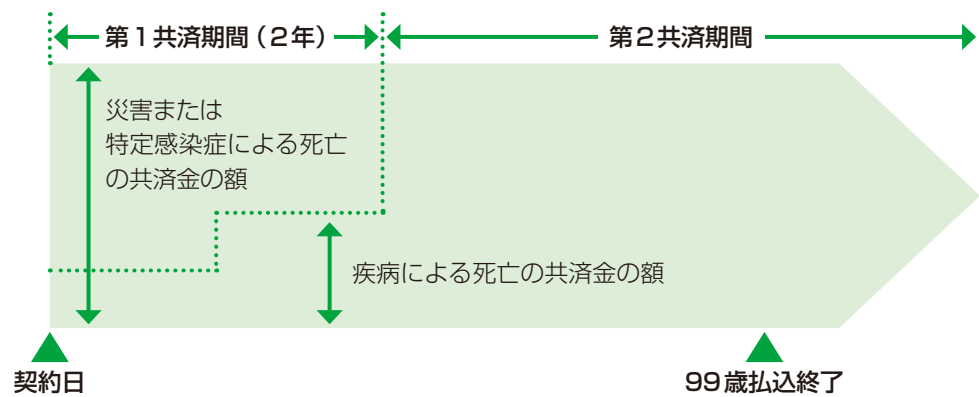 第1共済期間（2年）
第2共済期間
災害または
特定感染症による死亡
の共済金の額
疾病による死亡の共済金の額
契約日
99歳払込終了